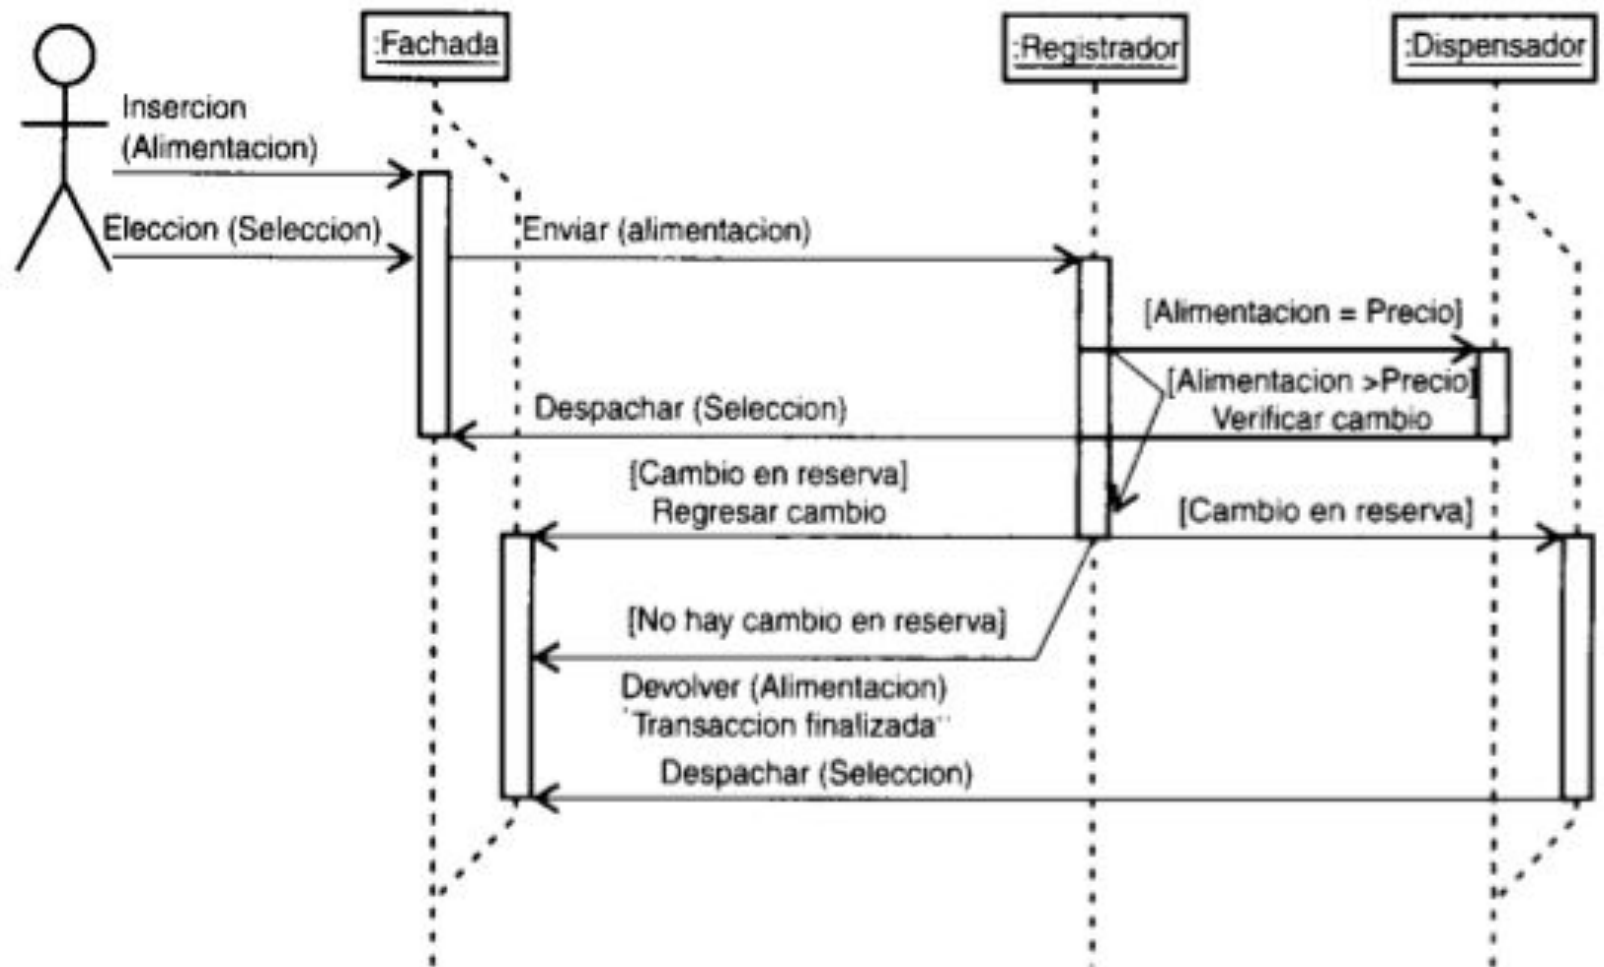 :Fachada
:Registrador
:Dispensador
Insercion
(Alimentacion)
Eleccion (Seleccion)
Enviar (alimentacion)
[Alimentacion = Precio]
[Alimentacion >Precio]
Verificar cambio
Despachar (Seleccion)
[Cambio en reserva]
Regresar cambio
[Cambio en reserva]
[No hay cambio en reserva]
Devolver (Alimentacion)
¨Transaccion finalizada¨
Despachar (Seleccion)